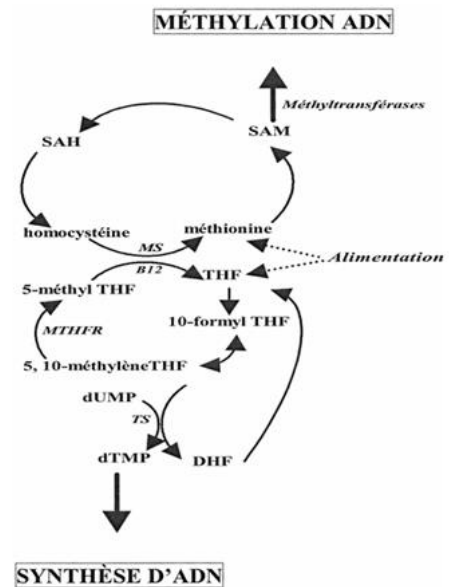 MÉTHYLATION ADN
Méthyltransférases
SAH
SAM
homocystéine
méthionine
MS
B12
THF
Alimentation
5-méthyl THF
10-formyl THF
MTHFR
5, 10-méthylèneTHF
dUMP
TS
dTMP
DHF
SYNTHÈSE D'ADN